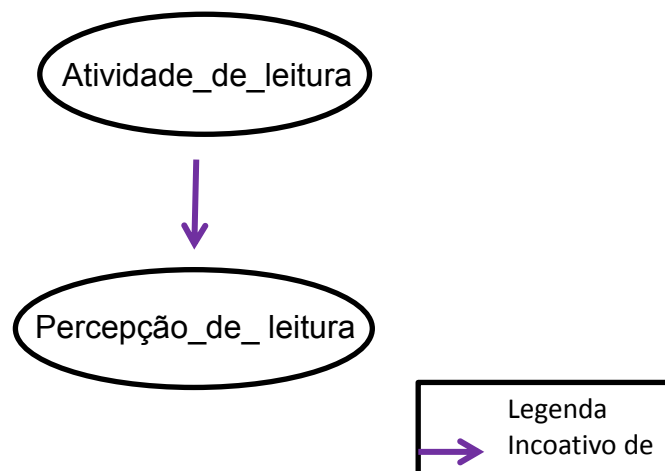 Atividade_de_leitura
Percepção_de_ leitura
Legenda
Incoativo de